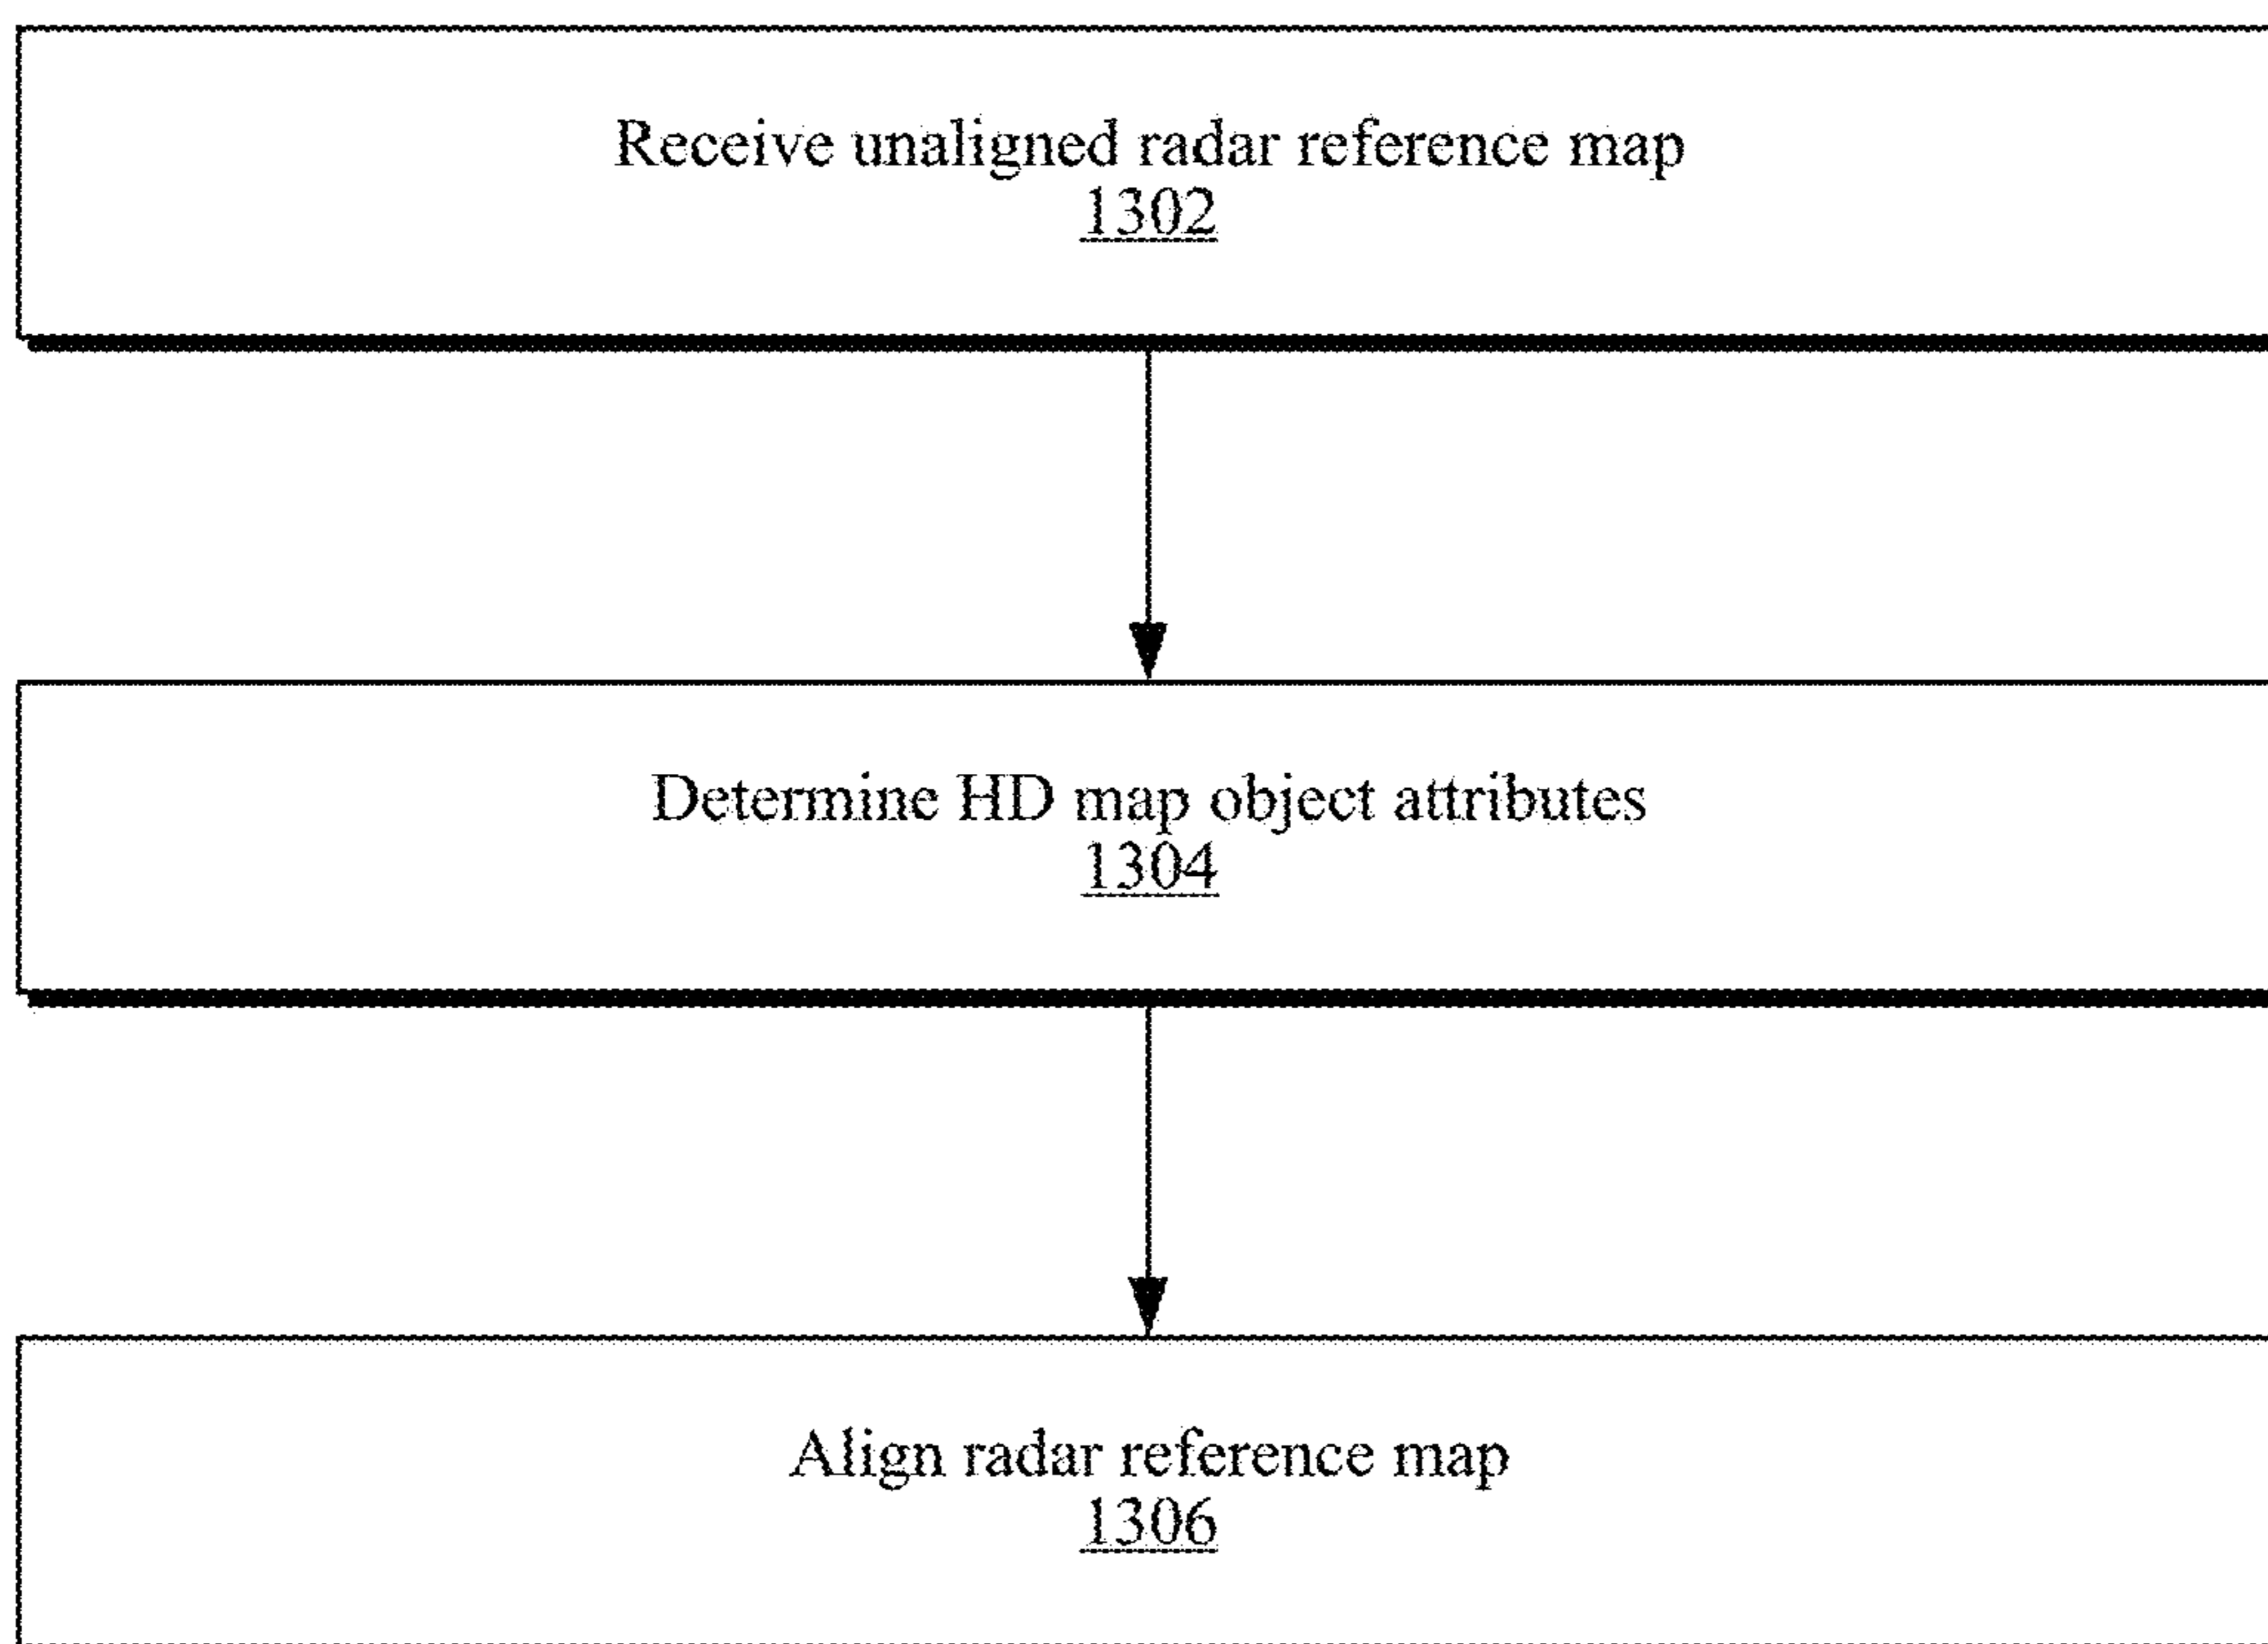 Receive unaligned radar reference map
1302
Determine HD map object attributes
1304
Align radar reference map
1306